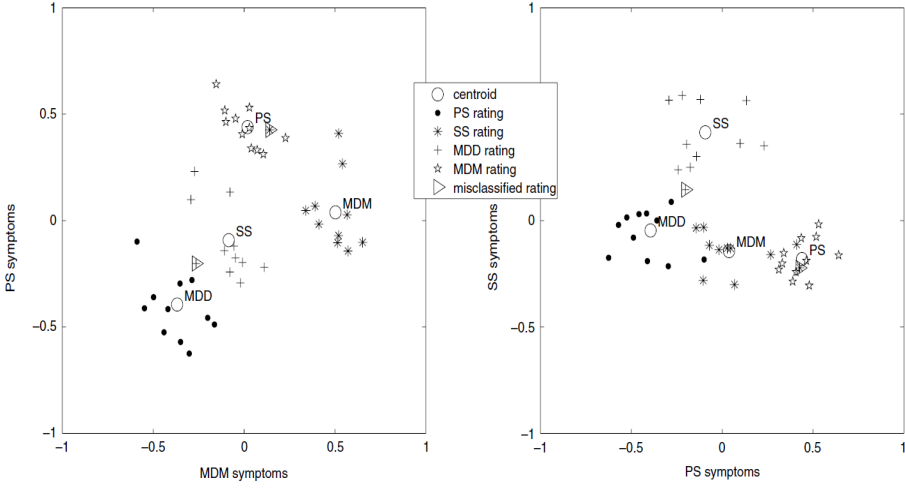 1
0.5
0
−0.5
−1
−1
−0.5
0
0.5
1
PS symptoms
MDM symptoms
PS
MDM
SS
MDD
centroid
PS rating
SS rating
MDD rating
MDM rating
misclassified rating
1
0.5
0
−0.5
−1
−1
−0.5
0
0.5
1
SS symptoms
PS symptoms
SS
MDD
MDM
PS